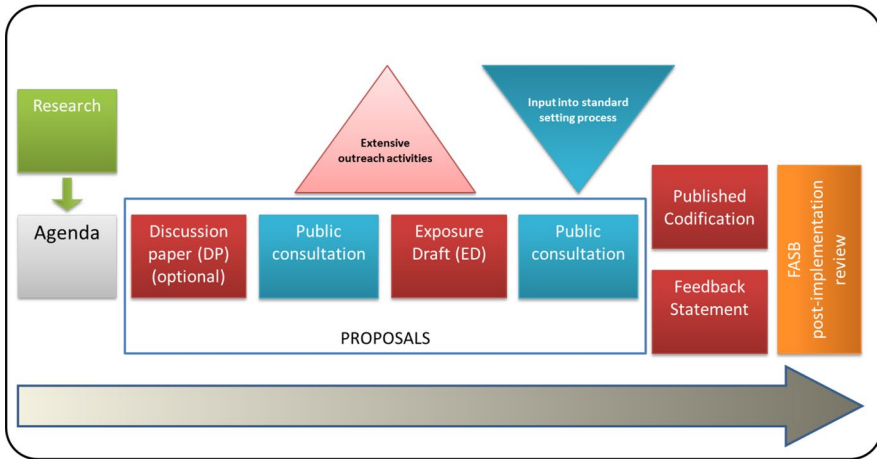 Research
Agenda
Extensive
outreach activities
Input into standard
setting process
Discussion
paper (DP)
(optional)
Public
consultation
Exposure
Draft (ED)
Public
consultation
PROPOSALS
Published
Codification
Feedback
Statement
FASB
post-implementation
review